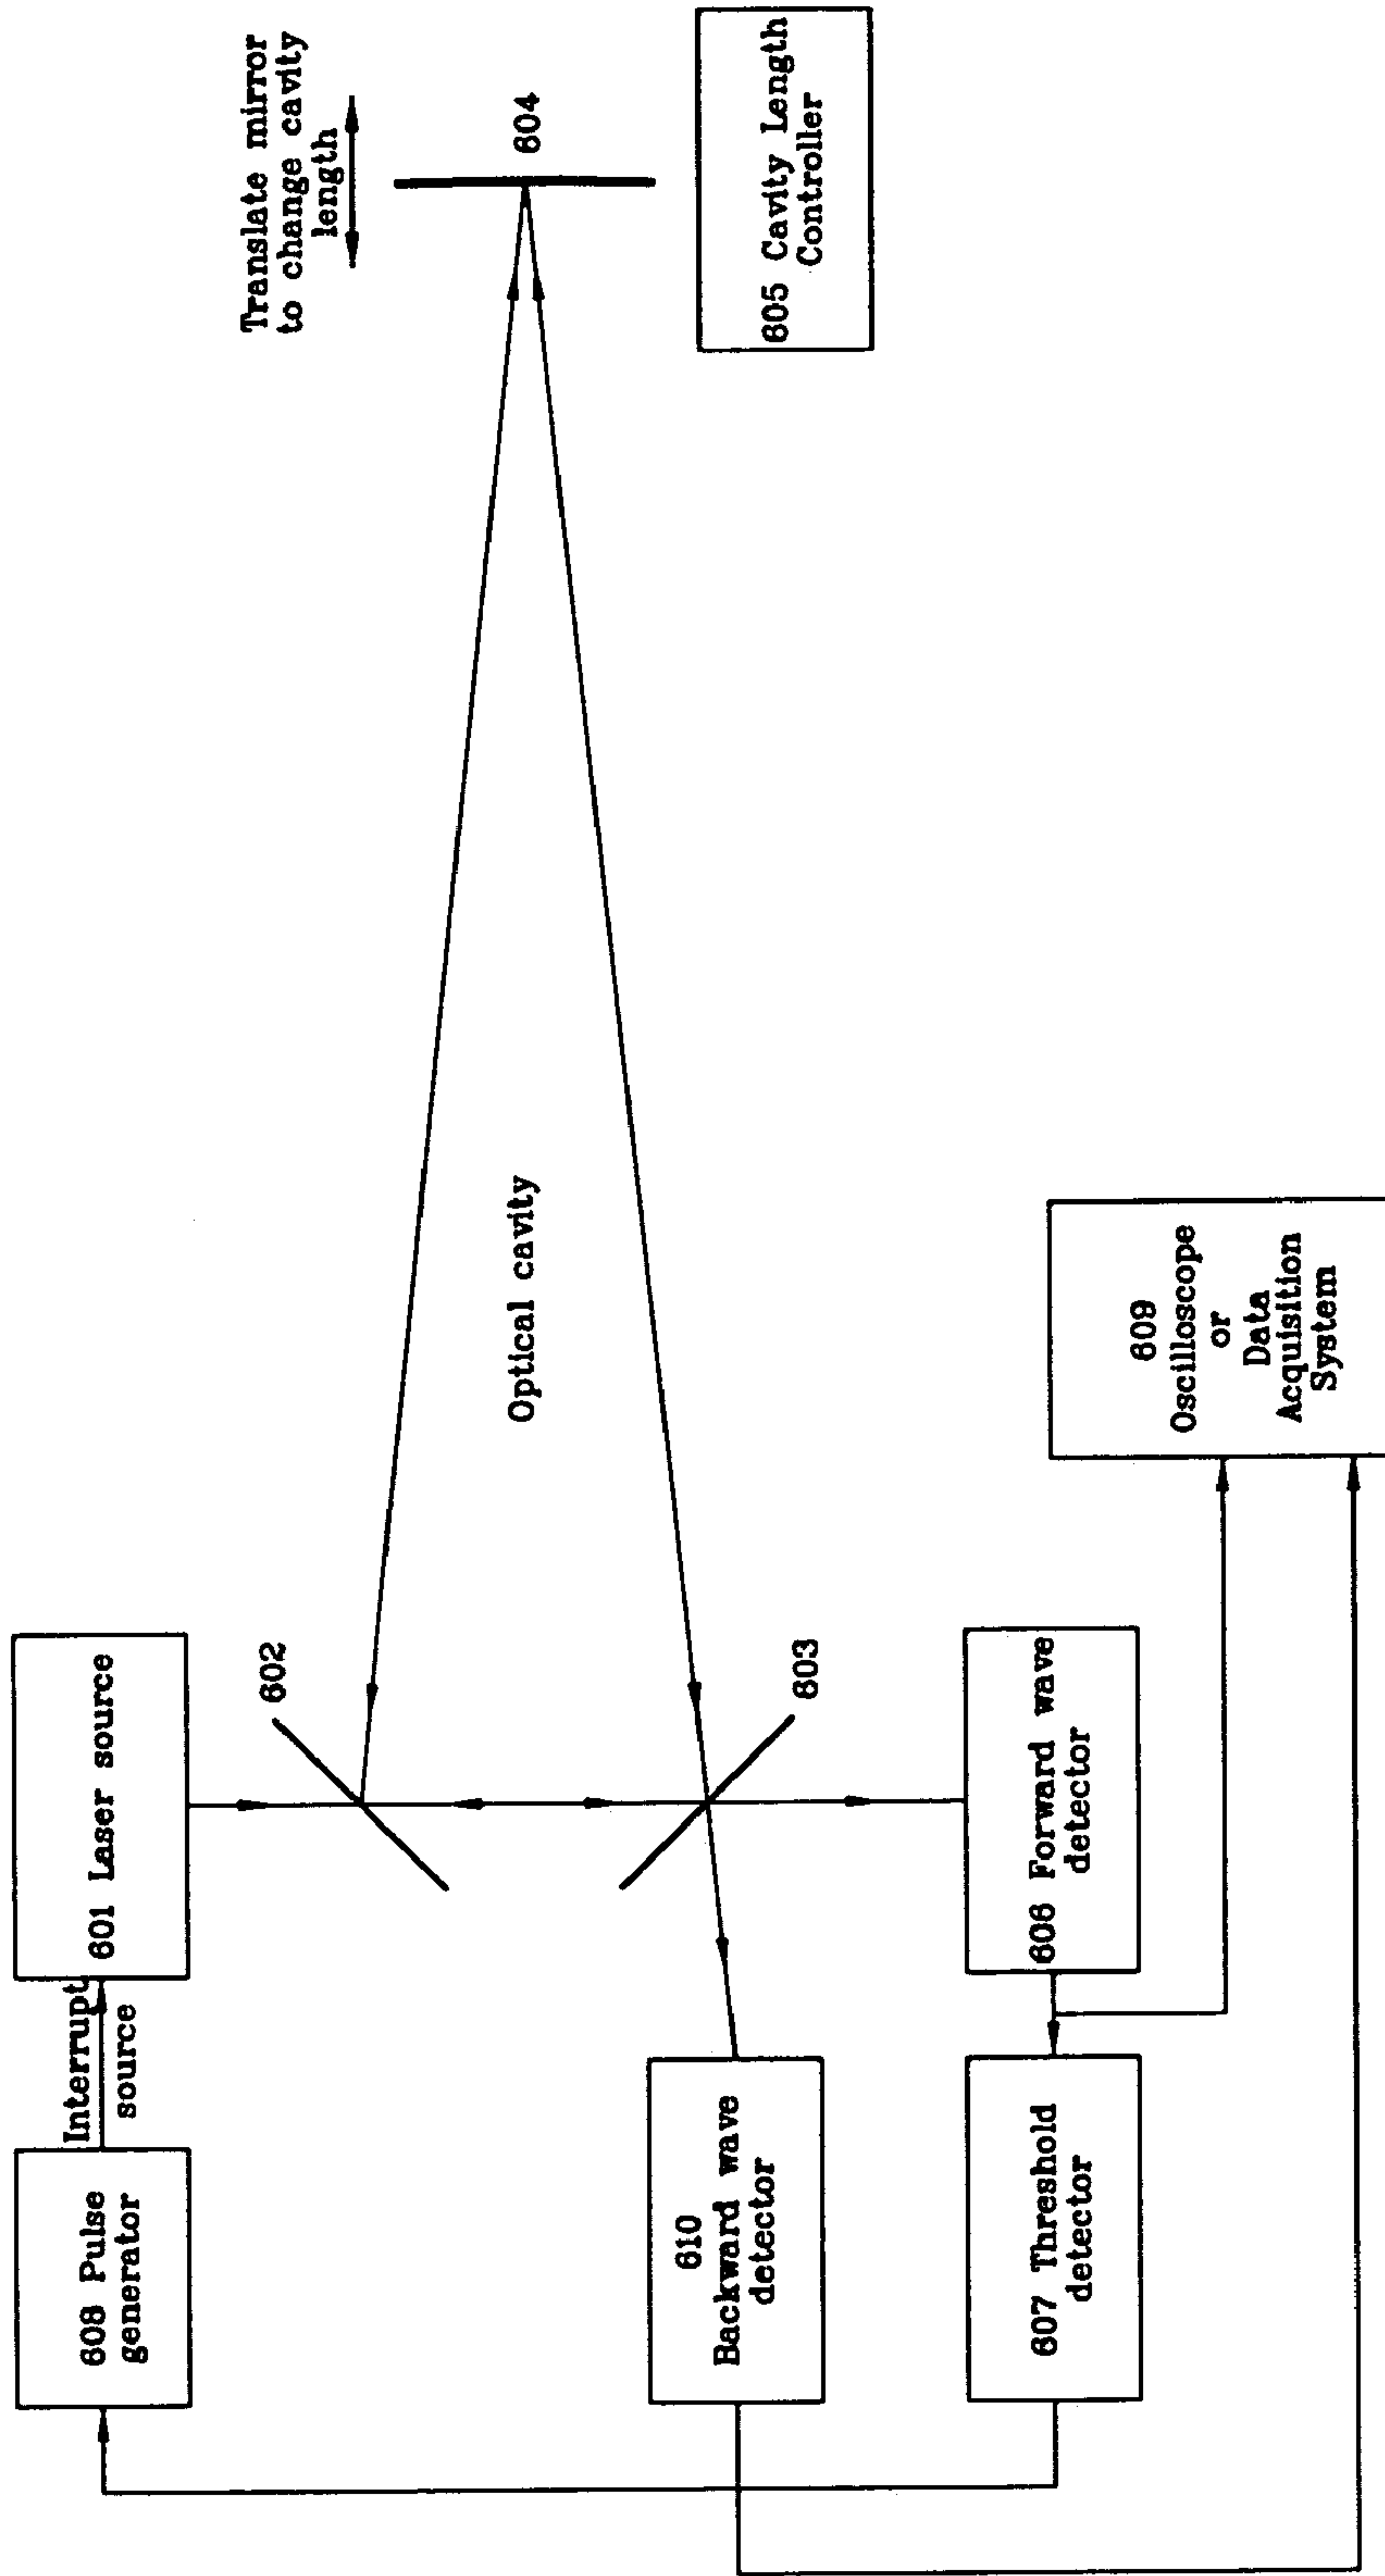 Translate mirror
to change cavity
length
604
605 Cavity Length
Controller
Optical cavity
601 Laser source
602
603
606 Forward wave
detector
609
Oscilloscope
or
Data
Acquisition
System
Interrupt
source
608 Pulse
generator
610
Backward wave
detector
607 Threshold
detector